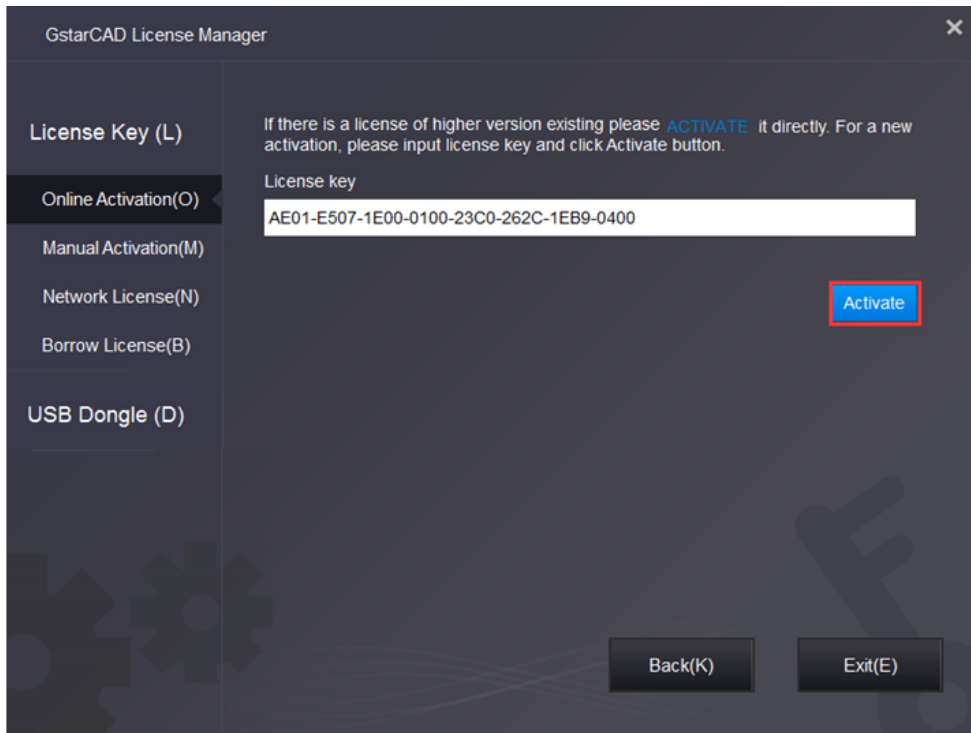 GstarCAD License Manager
License Key (L)
Online Activation(O)
Manual Activation(M)
Network License(N)
Borrow License(B)
USB Dongle (D)
If there is a license of higher version existing please ACTIVATE it directly. For a new
activation, please input license key and click Activate button.
License key
AE01-E507-1E00-0100-23C0-262C-1EB9-0400
Activate
Back(K)
Exit(E)